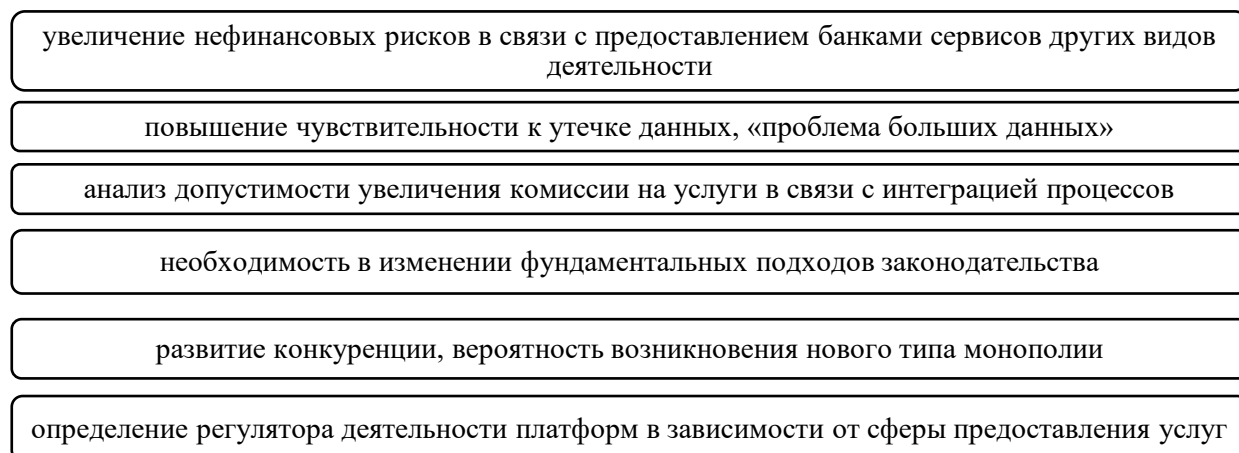 увеличение нефинансовых рисков в связи с предоставлением банками сервисов других видов
деятельности
повышение чувствительности к утечке данных, «проблема больших данных»
анализ допустимости увеличения комиссии на услуги в связи с интеграцией процессов
необходимость в изменении фундаментальных подходов законодательства
развитие конкуренции, вероятность возникновения нового типа монополии
определение регулятора деятельности платформ в зависимости от сферы предоставления услуг